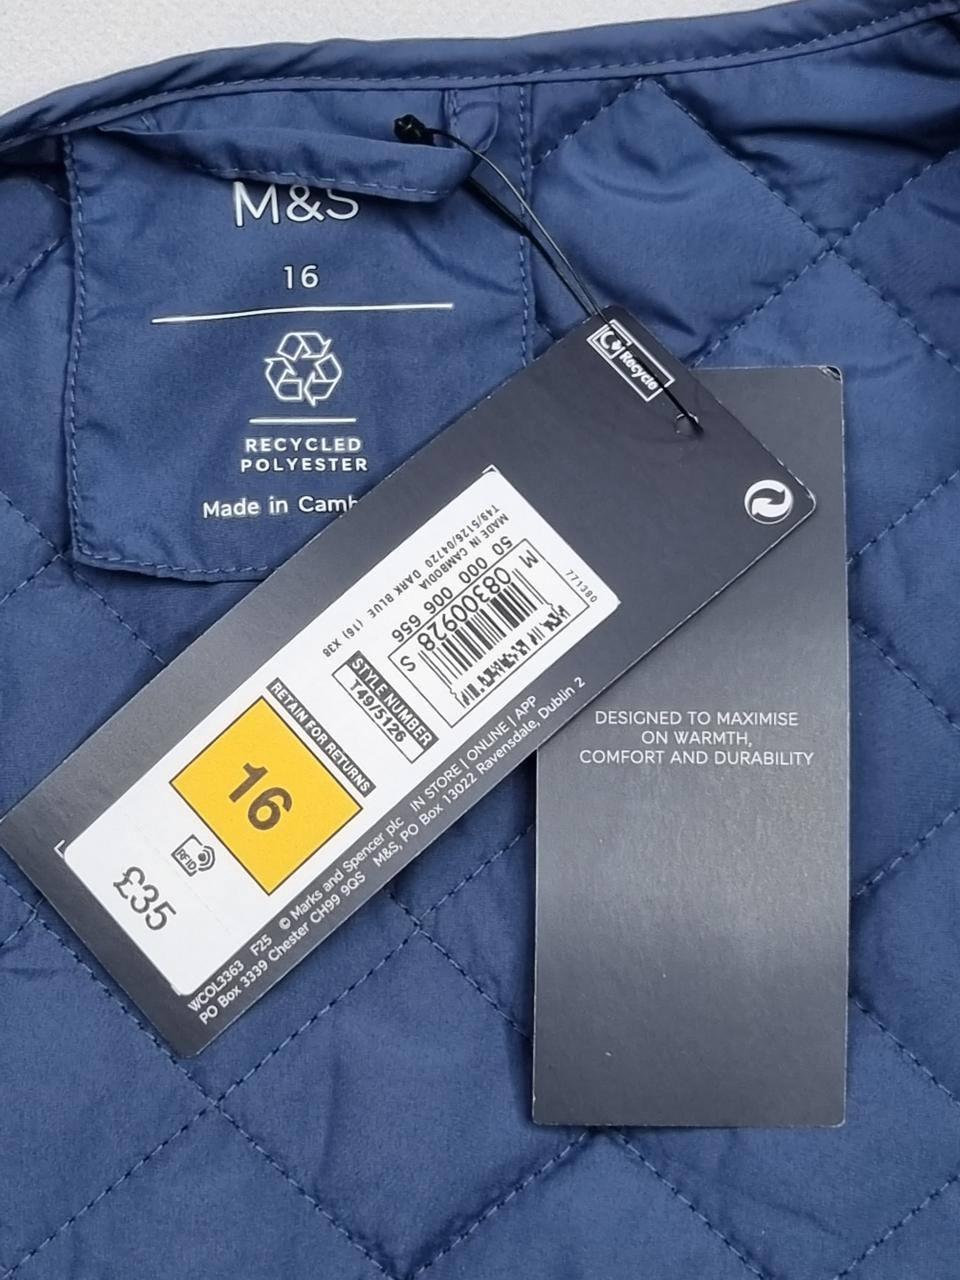 M&S
16
RECYCLED
POLYESTER
Made in Camb
Recycle
771380
M
08300928
S
50 000 006 656
MADE IN CAMBODIA
T49/5126/04720 DARK BLUE (16) X38
STYLE NUMBER
T49/5126
RETAIN FOR RETURNS
16
RFID
£35
WCOL3363 F25 © Marks and Spencer plc IN STORE | ONLINE | APP
PO Box 3339 Chester CH99 9QS M&S, PO Box 13022 Ravensdale, Dublin 2
DESIGNED TO MAXIMISE
ON WARMTH,
COMFORT AND DURABILITY